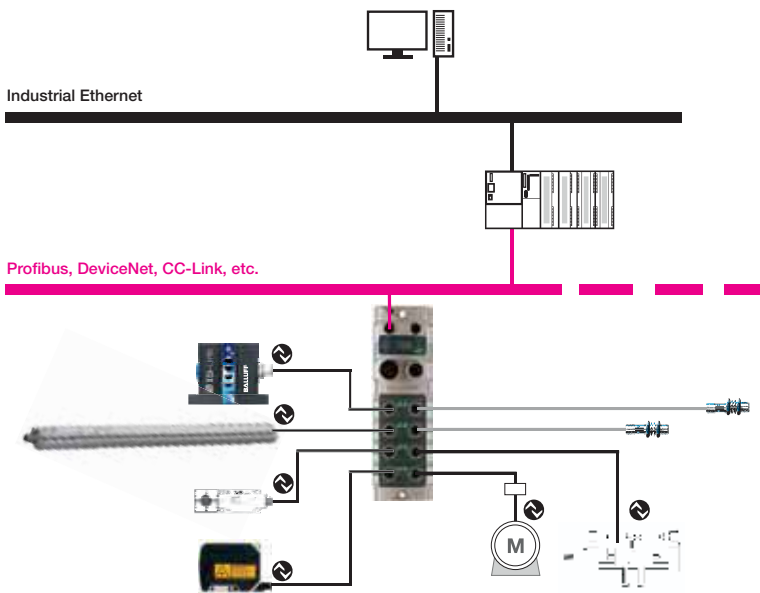 Industrial Ethernet
Profibus, DeviceNet, CC-Link, etc.
BALLUFF
M